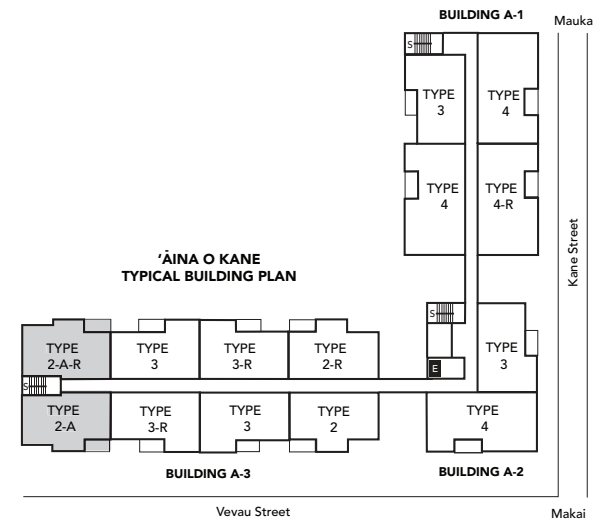 BUILDING A-1
Mauka
S
TYPE
3
TYPE
4
TYPE
4
TYPE
4-R
Kane Street
‘ĀINA O KANE
TYPICAL BUILDING PLAN
S
E
TYPE
3
TYPE
2-A-R
TYPE
3
TYPE
3-R
TYPE
2-R
S
TYPE
2-A
TYPE
3-R
TYPE
3
TYPE
2
TYPE
4
BUILDING A-3
BUILDING A-2
Vevau Street
Makai